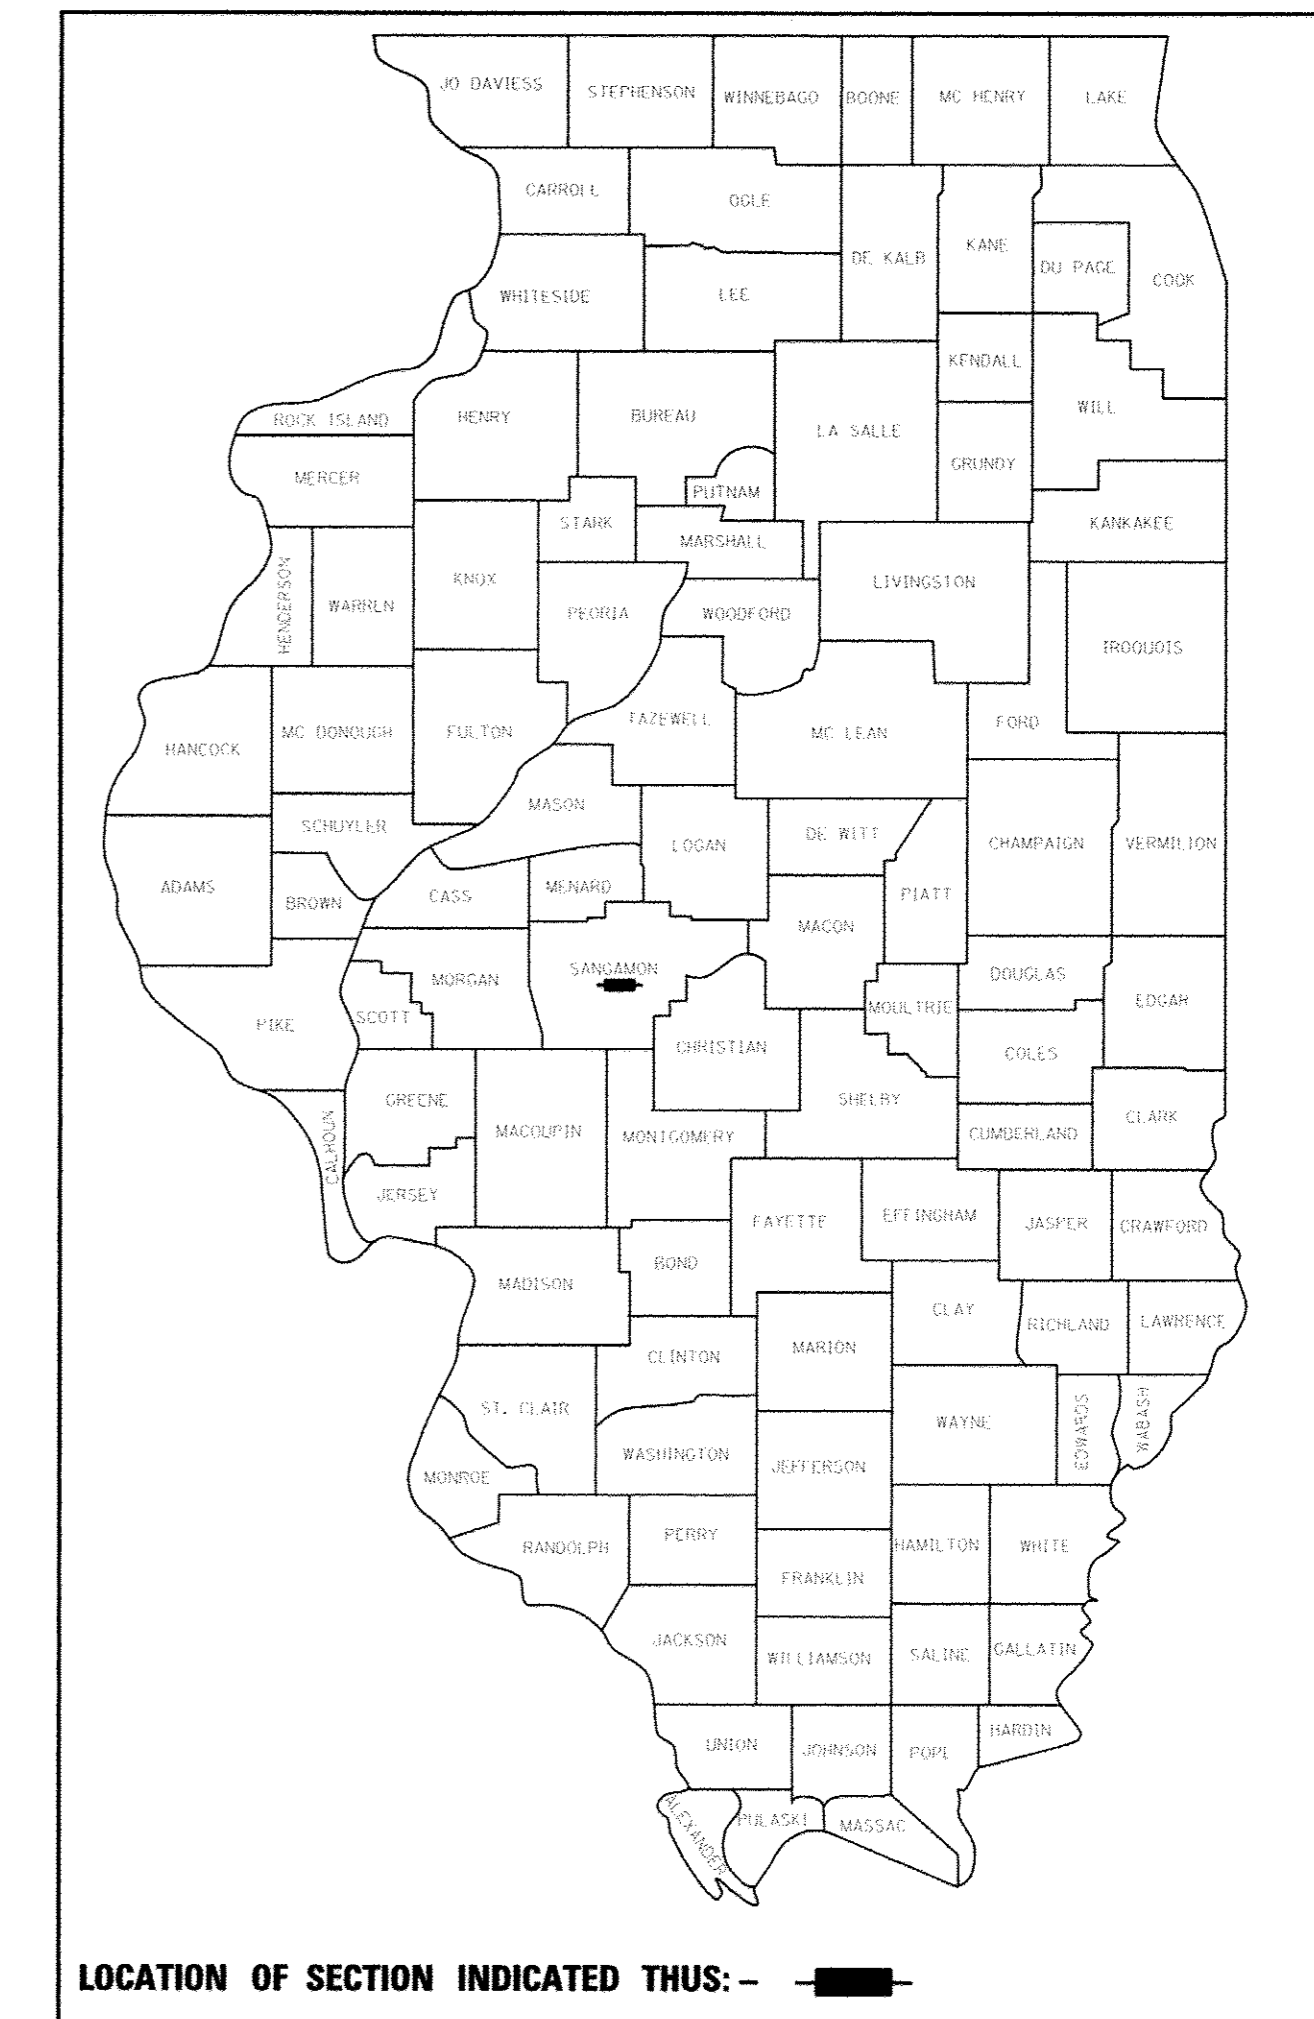 JO DAVIESS
STEPHENSON
WINNEBAGO
BOONE
MC HENRY
LAKE
CARROLL
OGLE
DE KALB
KANE
DU PAGE
COOK
WHITESIDE
LEE
KENDALL
ROCK ISLAND
HENRY
BUREAU
LA SALLE
WILL
GRUNDY
MERCER
PUTNAM
STARK
MARSHALL
KANKAKEE
HENDERSON
WARREN
KNOX
PEORIA
WOODFORD
LIVINGSTON
IROQUOIS
HANCOCK
MC DONOUGH
FULTON
TAZEWELL
MC LEAN
FORD
MASON
SCHUYLER
LOGAN
DE WITT
CHAMPAIGN
VERMILION
ADAMS
BROWN
CASS
MENARD
PIATT
MACON
SANGAMON
MORGAN
DOUGLAS
EDGAR
PIKE
SCOTT
MOULTRIE
CHRISTIAN
COLES
GREENE
SHELBY
CALHOUN
MACOUPIN
MONTGOMERY
CUMBERLAND
CLARK
JERSEY
FAYETTE
EFFINGHAM
JASPER
CRAWFORD
MADISON
BOND
CLAY
RICHLAND
LAWRENCE
CLINTON
MARION
ST. CLAIR
WAYNE
EDWARDS
WABASH
MONROE
WASHINGTON
JEFFERSON
RANDOLPH
PERRY
HAMILTON
WHITE
FRANKLIN
JACKSON
WILLIAMSON
SALINE
GALLATIN
UNION
JOHNSON
POPE
HARDIN
ALEXANDER
PULASKI
MASSAC
LOCATION OF SECTION INDICATED THUS: –